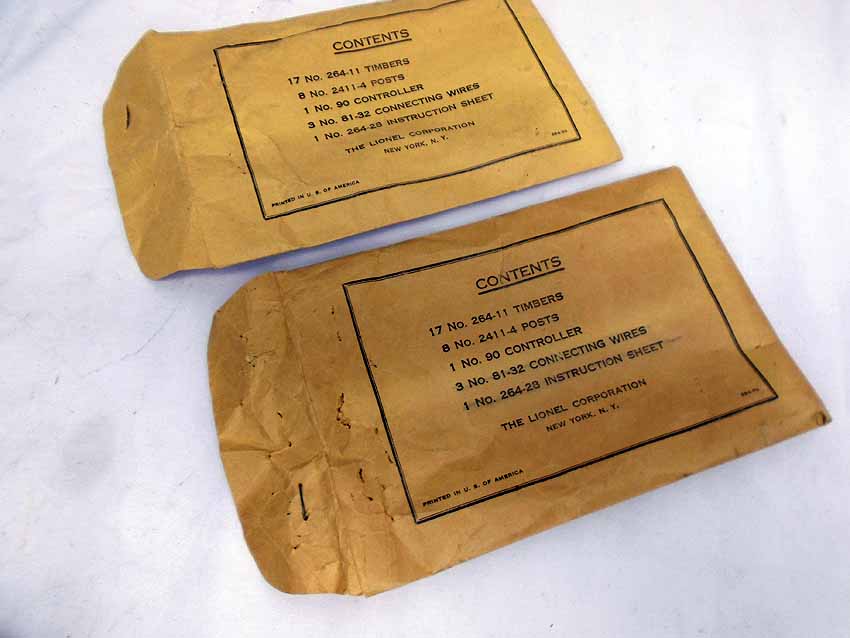 CONTENTS
17 No. 264-11 TIMBERS
8 No. 2411-4 POSTS
1 No. 90 CONTROLLER
3 No. 81-32 CONNECTING WIRES
1 No. 264-28 INSTRUCTION SHEET
THE LIONEL CORPORATION
NEW YORK, N. Y.
PRINTED IN U. S. OF AMERICA
CONTENTS
17 No. 264-11 TIMBERS
8 No. 2411-4 POSTS
1 No. 90 CONTROLLER
3 No. 81-32 CONNECTING WIRES
1 No. 264-28 INSTRUCTION SHEET
THE LIONEL CORPORATION
NEW YORK, N. Y.
PRINTED IN U. S. OF AMERICA